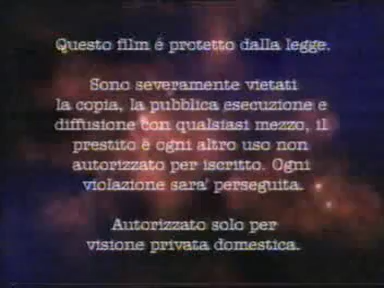 Questo film é protetto dalla legge.
Sono severamente vietati
la copia, la pubblica esecuzione e
diffusione con qualsiasi mezzo, il
prestito è ogni altro uso non
autorizzato per iscritto. Ogni
violazione sara' perseguita.
Autorizzato solo per
visione privata domestica.